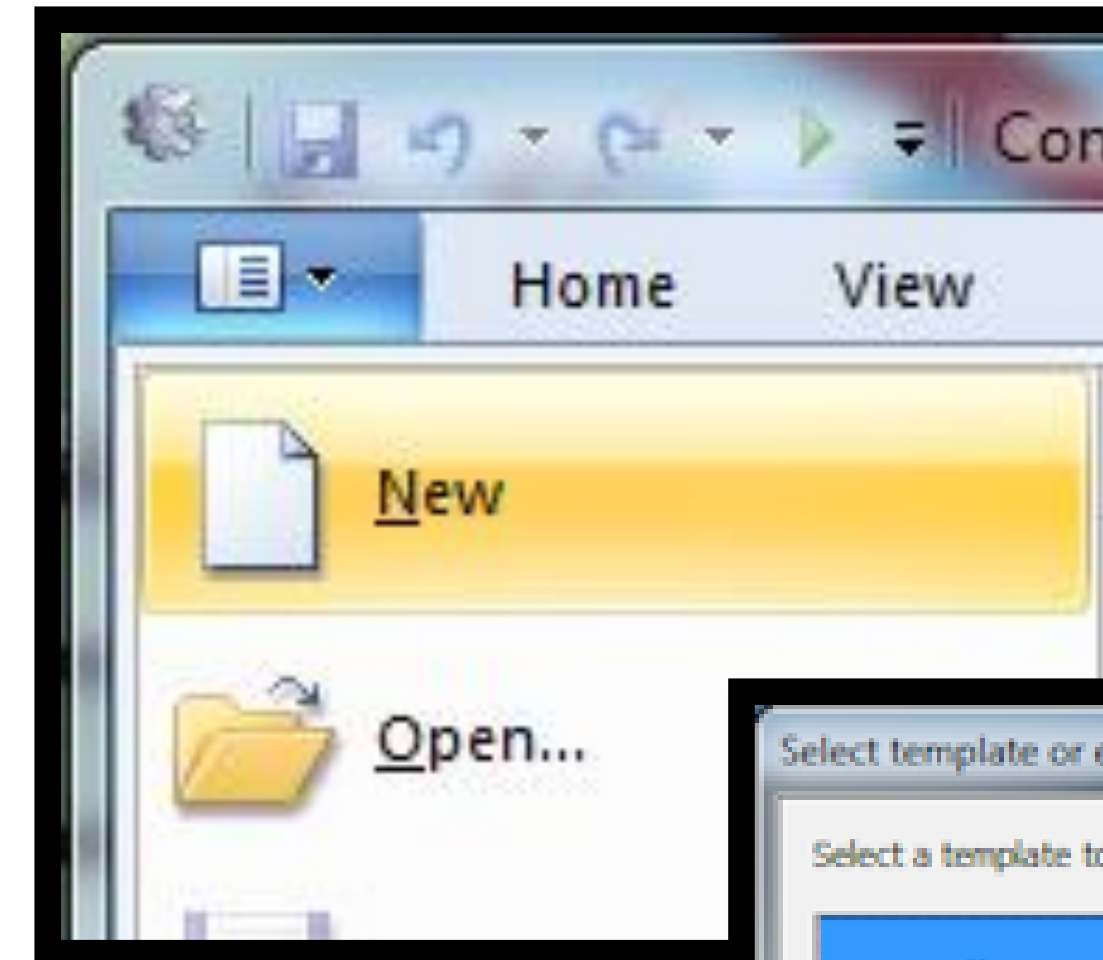 Con
Home View
New
Open...
Select template or e
Select a template to